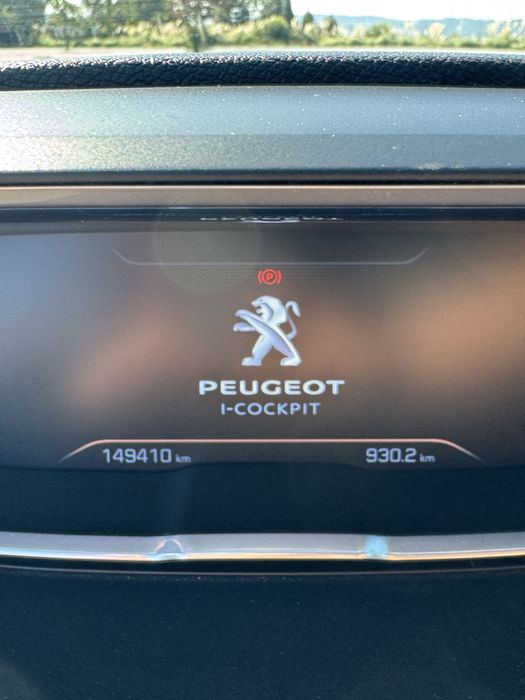 P
PEUGEOT
I-COCKPIT
149410 km 930.2 km